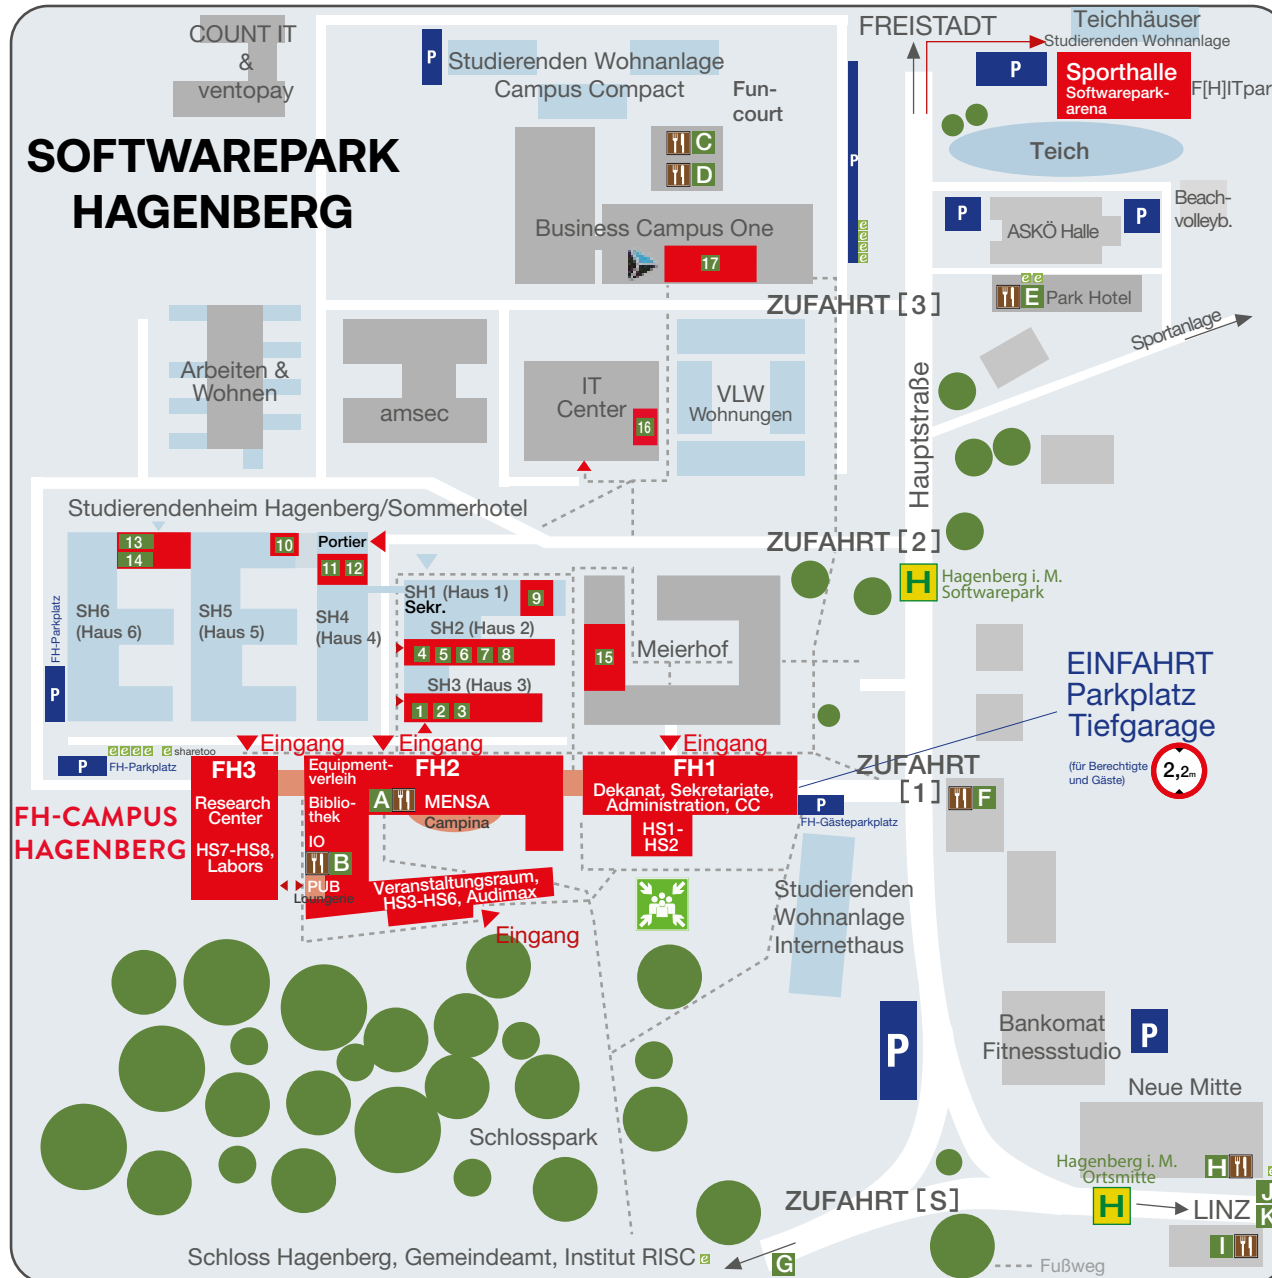 COUNT IT
&
ventopay
SOFTWAREPARK
HAGENBERG
P
Studierenden Wohnanlage
Campus Compact
Fun-
court
C
D
P
FREISTADT
Teichhäuser
Studierenden Wohnanlage
P
Sporthalle
Softwarepark-
arena
F[H]ITpar
Teich
Business Campus One
17
e
e
e
e
P
ASKÖ Halle
P
Beach-
volleyb.
e e
E Park Hotel
ZUFAHRT [3]
Sportanlage
Arbeiten &
Wohnen
amsec
IT
Center
16
VLW
Wohnungen
Hauptstraße
Studierendenheim Hagenberg/Sommerhotel
13
14
10
Portier
11 12
ZUFAHRT [2]
H
Hagenberg i. M.
Softwarepark
SH6
(Haus 6)
SH5
(Haus 5)
SH4
(Haus 4)
SH1 (Haus 1)
Sekr.
9
SH2 (Haus 2)
4 5 6 7 8
SH3 (Haus 3)
1 2 3
15
Meierhof
FH-Parkplatz
P
EINFAHRT
Parkplatz
Tiefgarage
(für Berechtigte
und Gäste)
2,2m
e e e e e sharetoo
P FH-Parkplatz
Eingang
Eingang
Eingang
ZUFAHRT
[1]
FH-CAMPUS
HAGENBERG
FH3
Research
Center
HS7-HS8,
Labors
Equipment-
verleih
Biblio-
thek
IO
B
PUB
Loungerie
FH2
A
MENSA
Campina
Veranstaltungsraum,
HS3-HS6, Audimax
Eingang
FH1
Dekanat, Sekretariate,
Administration, CC
HS1-
HS2
P
FH-Gästeparkplatz
F
Studierenden
Wohnanlage
Internethaus
P
Bankomat
Fitnessstudio
P
Neue Mitte
Schlosspark
Hagenberg i. M.
Ortsmitte
H
H
e
J
K
LINZ
I
ZUFAHRT [S]
Schloss Hagenberg, Gemeindeamt, Institut RISC e
G
Fußweg